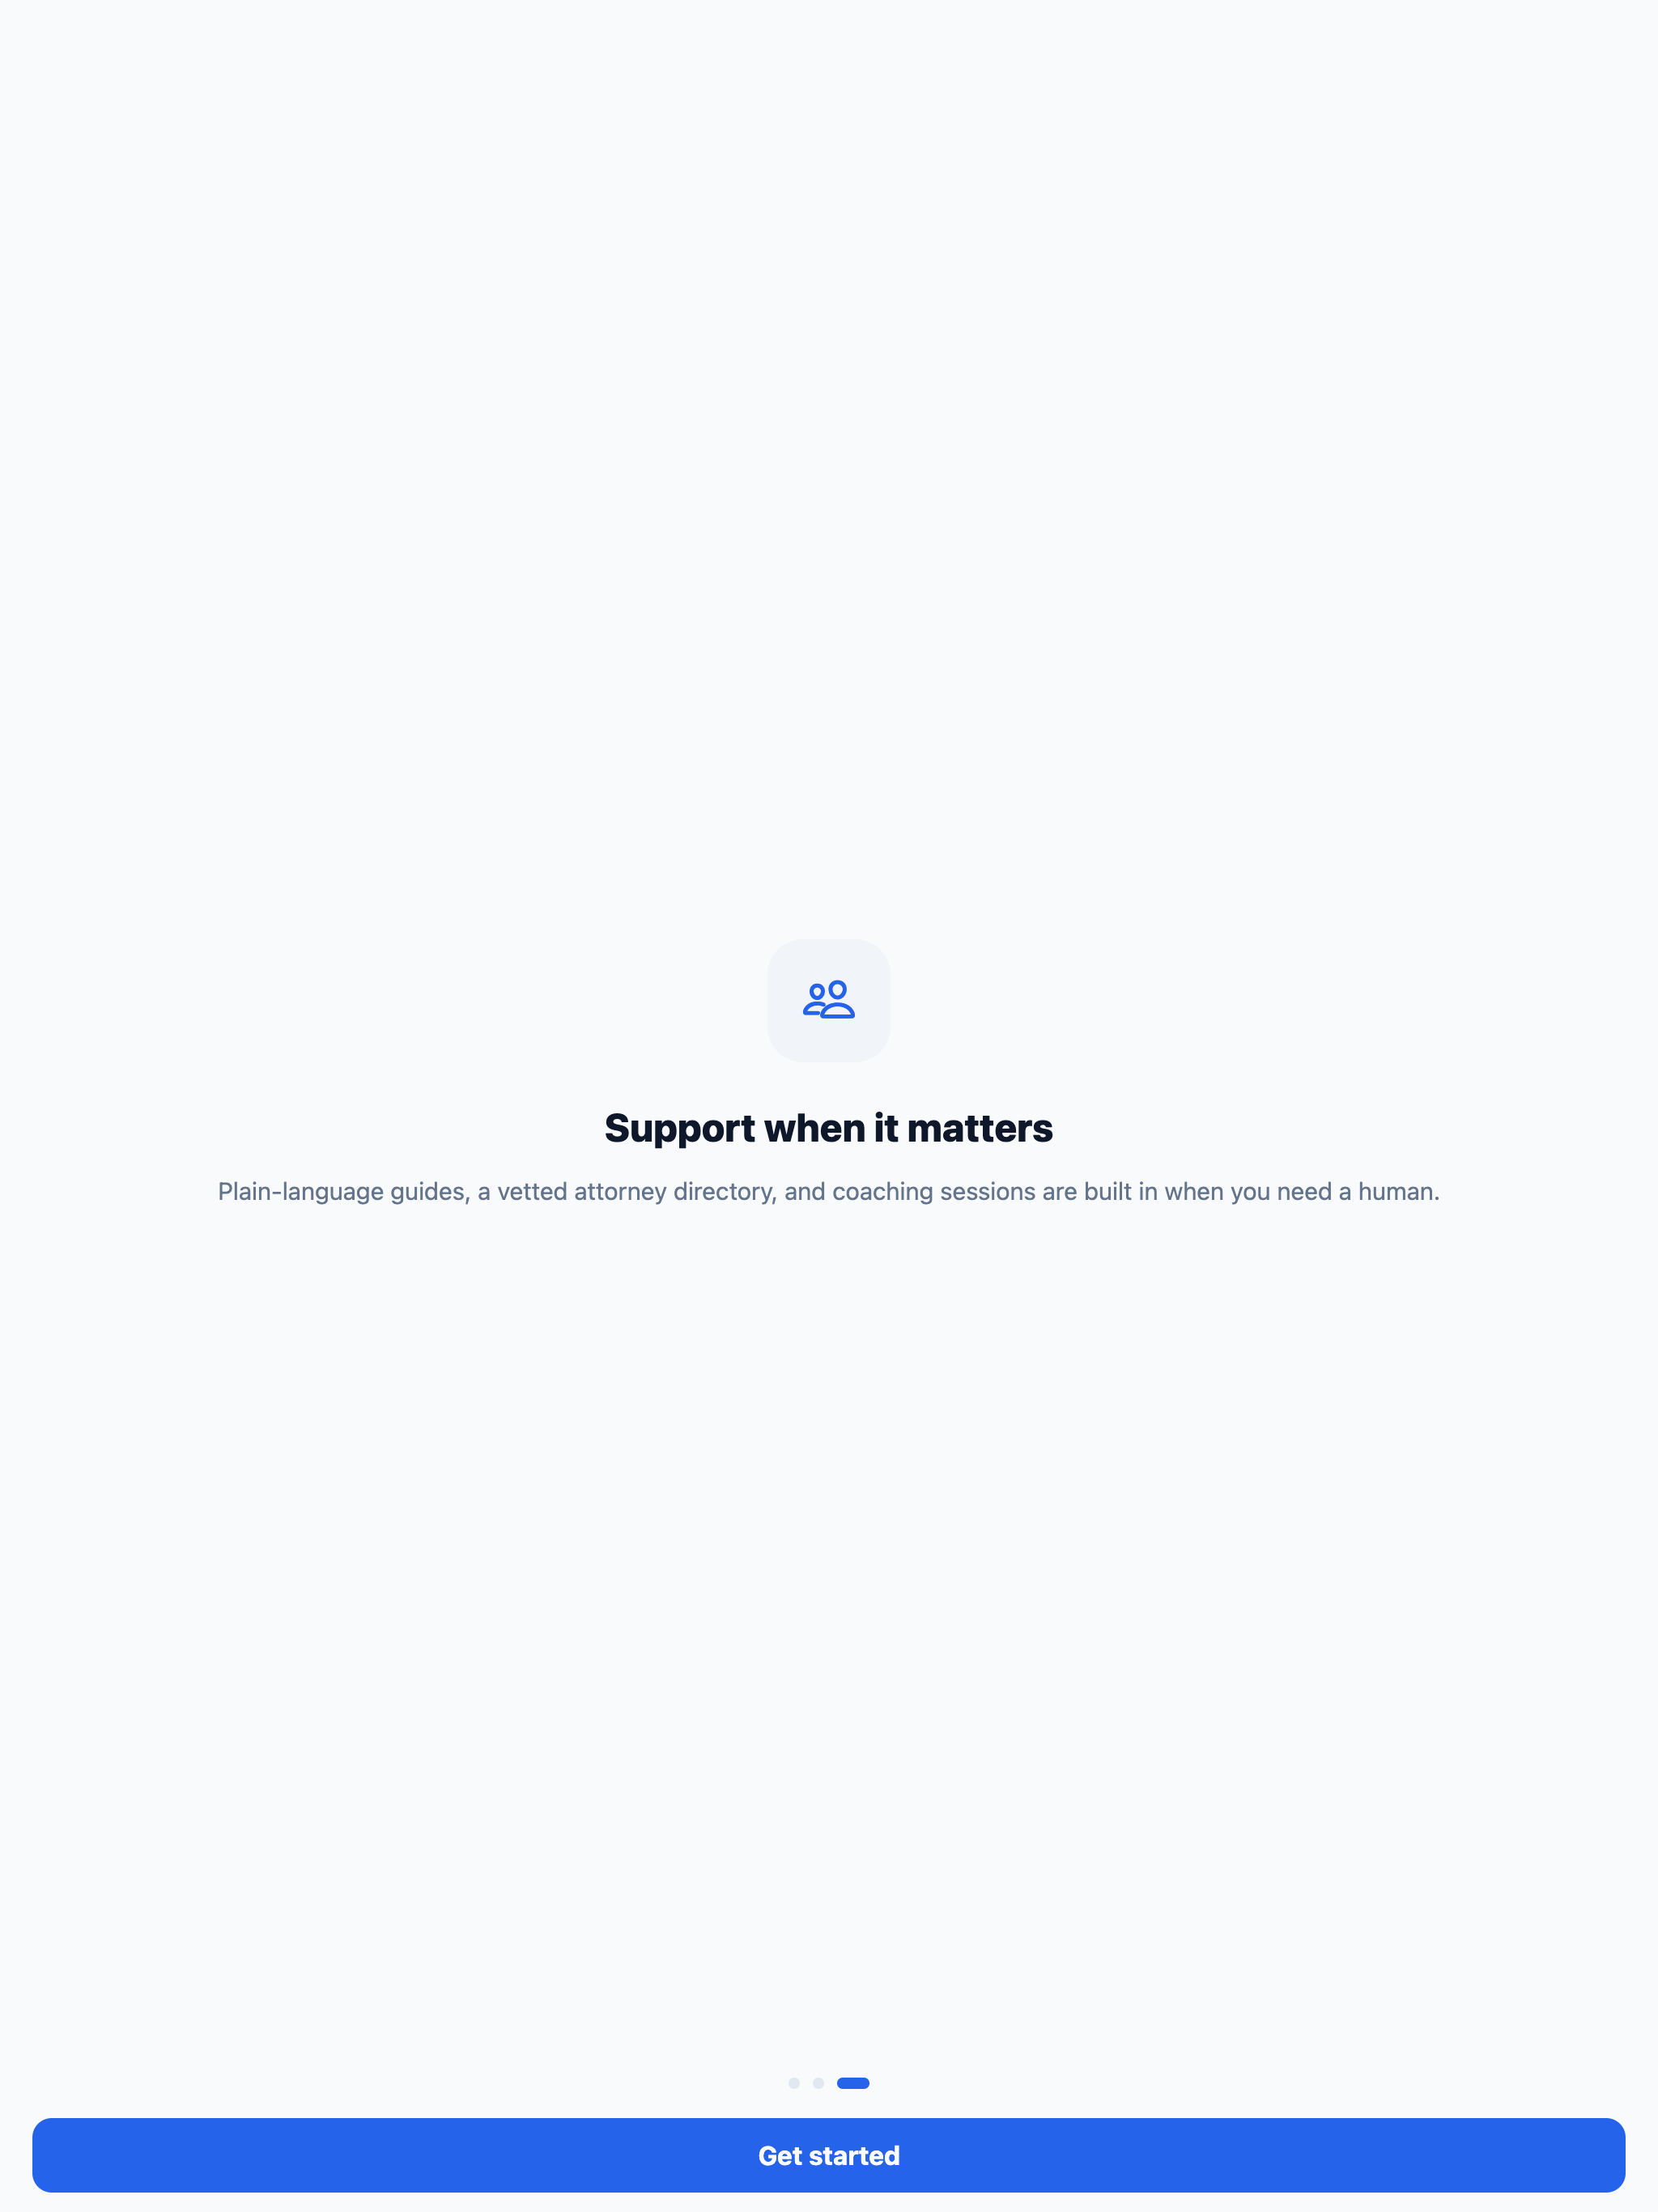 Support when it matters
Plain-language guides, a vetted attorney directory, and coaching sessions are built in when you need a human.
Get started